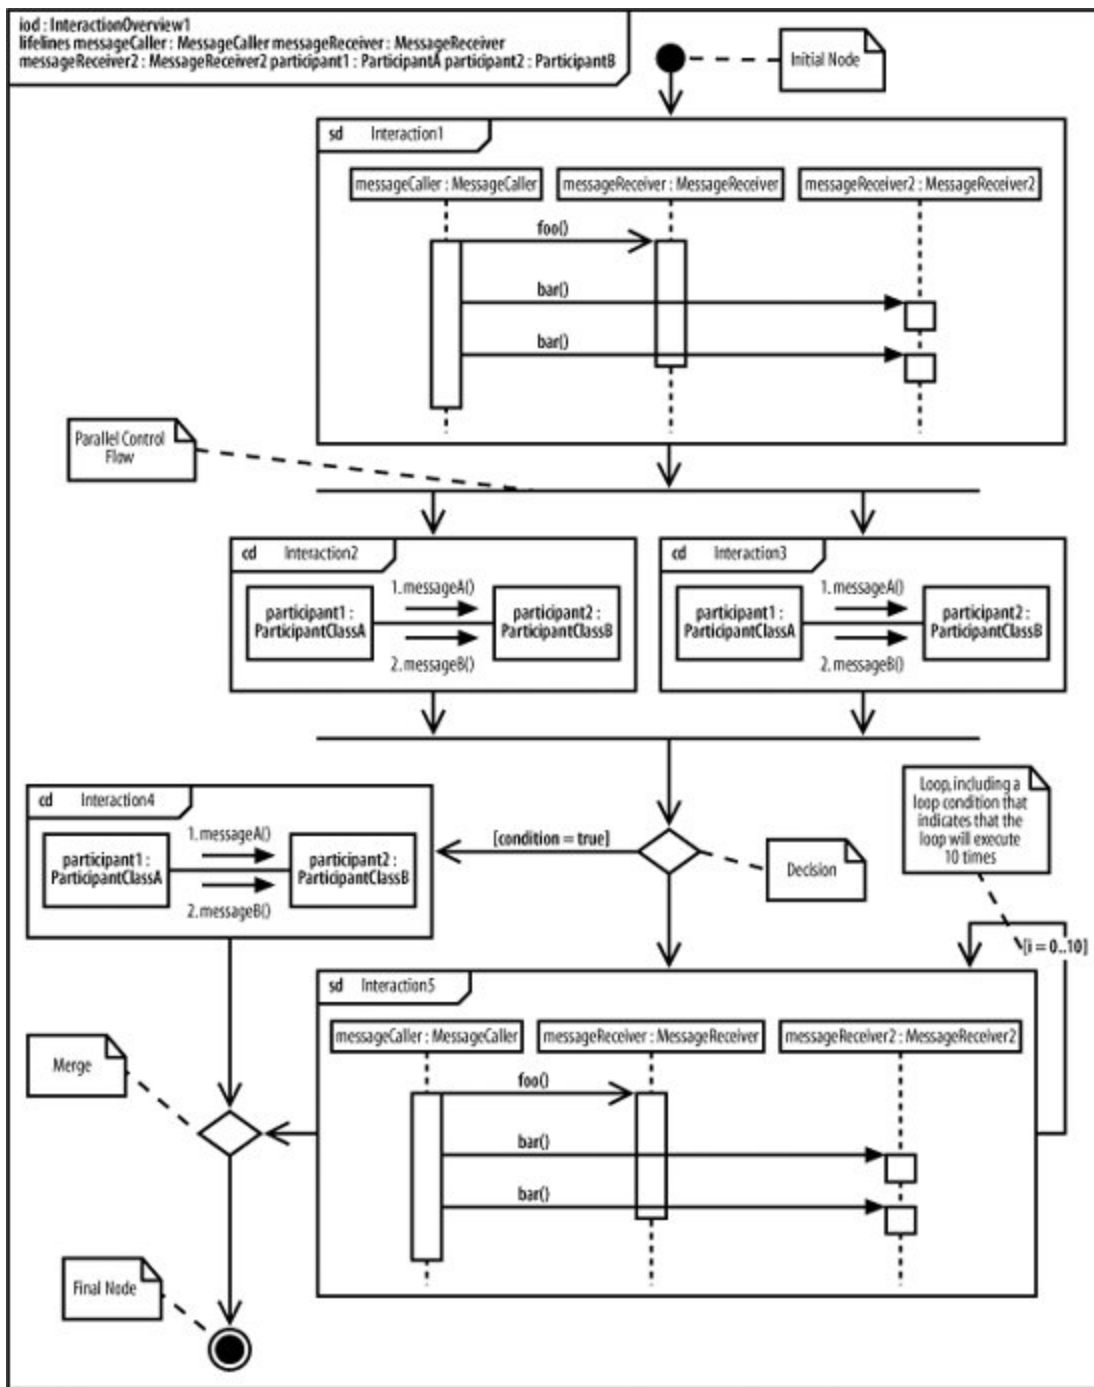 iod : InteractionOverview1
lifelines messageCaller : MessageCaller messageReceiver : MessageReceiver
messageReceiver2 : MessageReceiver2 participant1 : ParticipantA participant2 : ParticipantB
Initial Node
sd Interaction1
messageCaller : MessageCaller
messageReceiver : MessageReceiver
messageReceiver2 : MessageReceiver2
foo()
bar()
bar()
Parallel Control
Flow
cd Interaction2
participant1 :
ParticipantClassA
1. messageA()
2. messageB()
participant2 :
ParticipantClassB
cd Interaction3
participant1 :
ParticipantClassA
1. messageA()
2. messageB()
participant2 :
ParticipantClassB
cd Interaction4
participant1 :
ParticipantClassA
1. messageA()
2. messageB()
participant2 :
ParticipantClassB
[condition = true]
Decision
Loop, including a
loop condition that
indicates that the
loop will execute
10 times
[i = 0..10]
sd Interaction5
messageCaller : MessageCaller
messageReceiver : MessageReceiver
messageReceiver2 : MessageReceiver2
foo()
bar()
bar()
Merge
Final Node